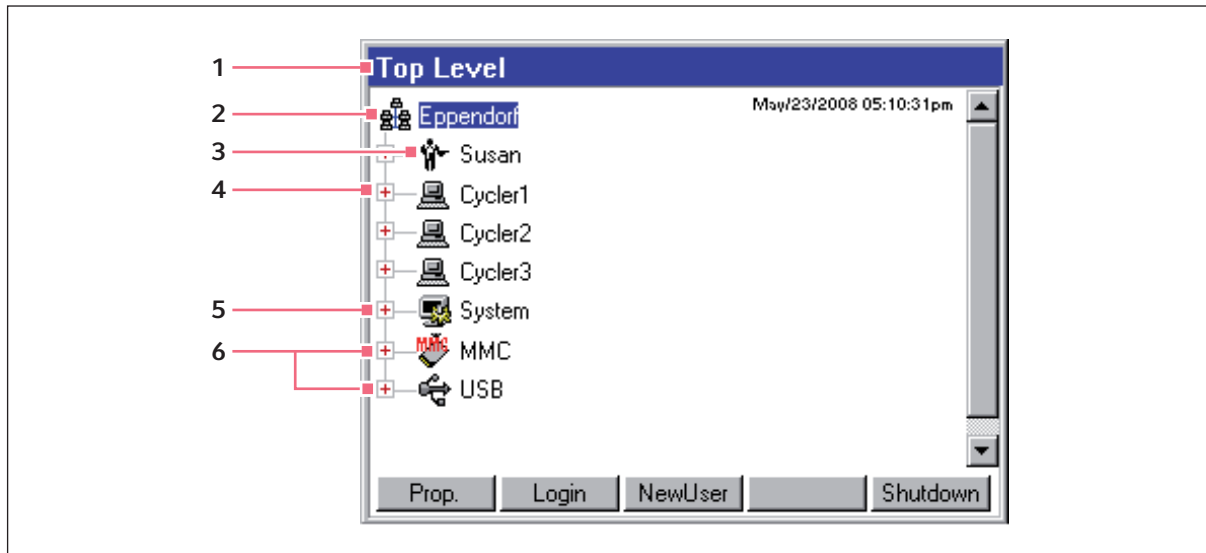 1 Top Level
2 Eppendorf May/23/2008 05:10:31pm
3 Susan
4 Cycler1
Cycler2
Cycler3
5 System
6 MMC MMC
USB
Prop. Login NewUser Shutdown